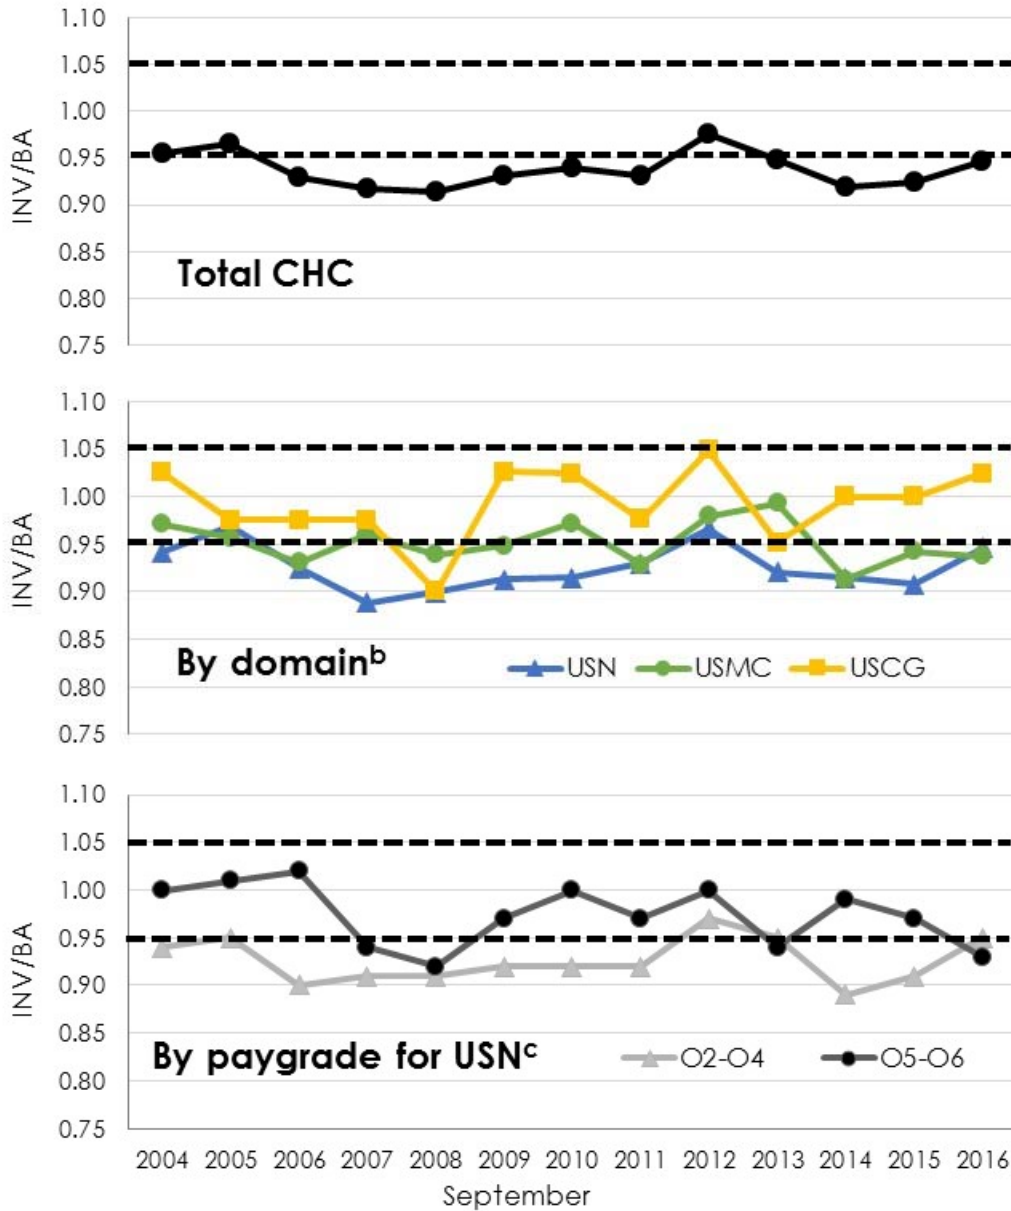 1.10
1.05
1.00
0.95
0.90
0.85
0.80
0.75
INV/BA
Total CHC
1.10
1.05
1.00
0.95
0.90
0.85
0.80
0.75
INV/BA
By domainᵇ
USN USMC USCG
1.10
1.05
1.00
0.95
0.90
0.85
0.80
0.75
INV/BA
By paygrade for USNᶜ
O2-O4 O5-O6
2004 2005 2006 2007 2008 2009 2010 2011 2012 2013 2014 2015 2016
September